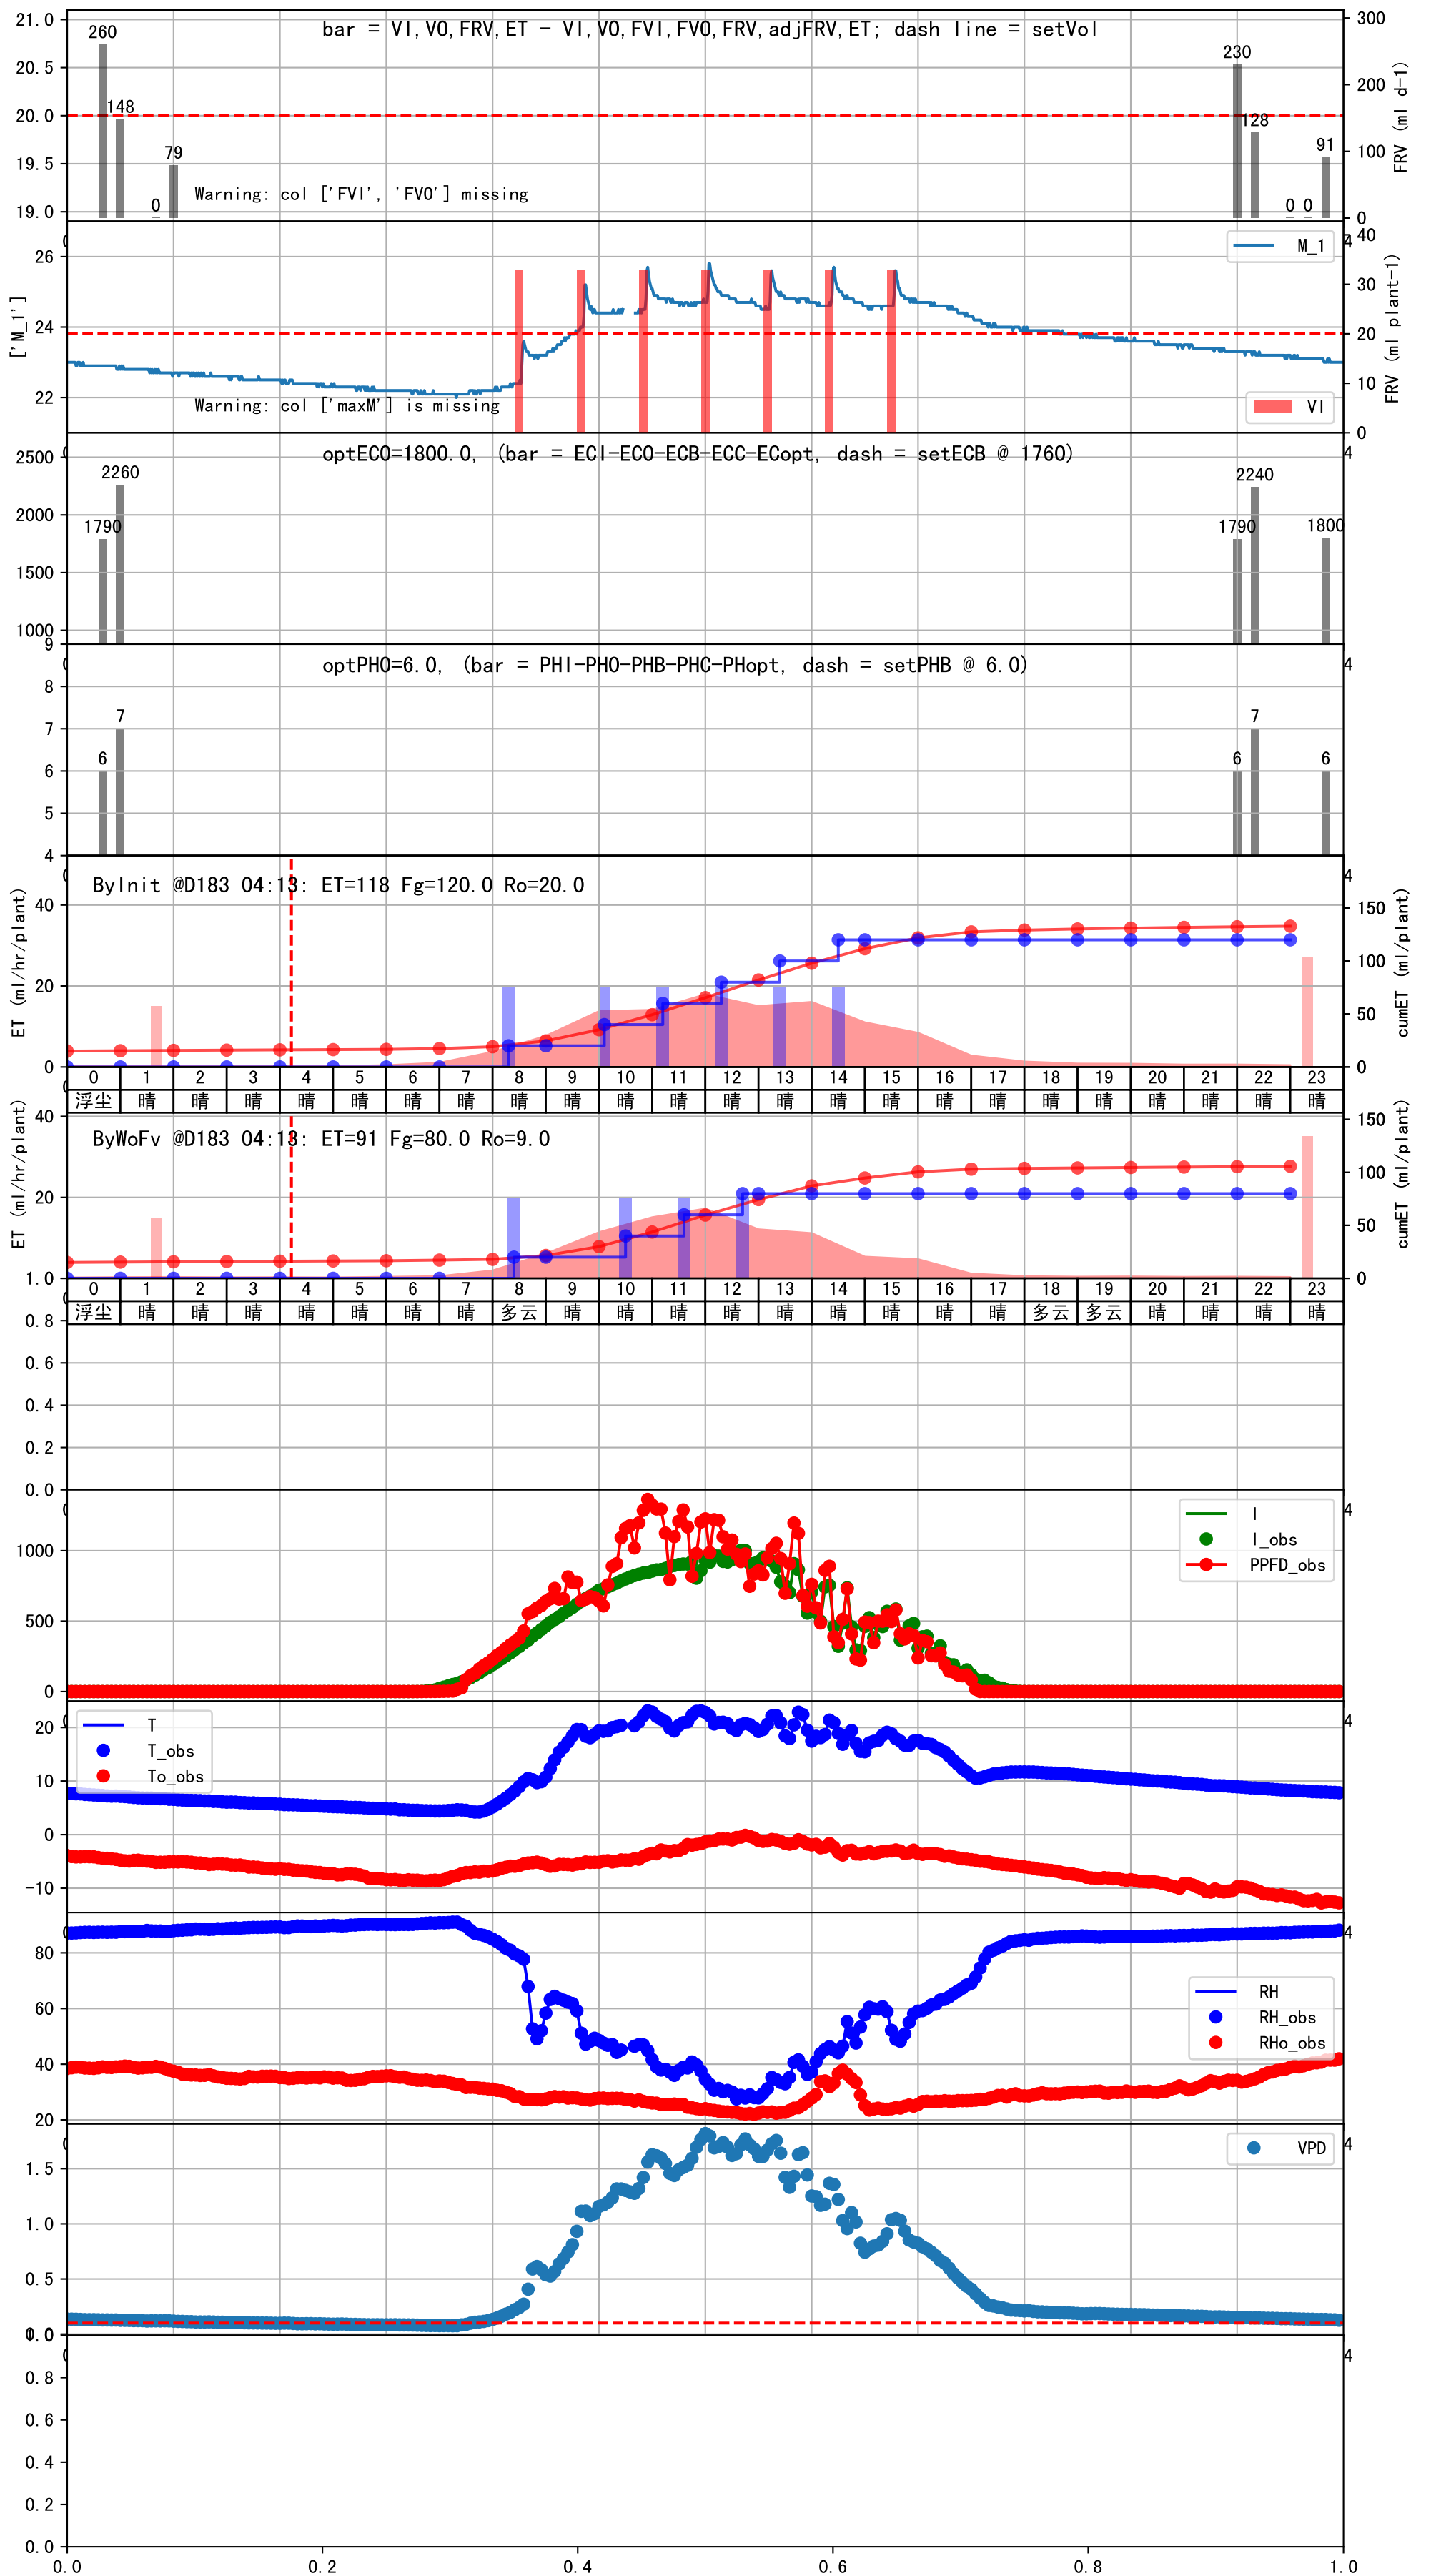 bar = VI,VO,FRV,ET - VI,VO,FVI,FVO,FRV,adjFRV,ET; dash line = setVol
21.0
20.5
20.0
19.5
19.0
260
148
0
79
230
128
0 0
91
Warning: col ['FVI', 'FVO'] missing
300
200
100
0
FRV (ml d-1)
['M_1']
26
24
22
M_1
VI
Warning: col ['maxM'] is missing
40
30
20
10
0
FRV (ml plant-1)
optECO=1800.0, (bar = ECI-ECO-ECB-ECC-ECopt, dash = setECB @ 1760)
2500
2000
1500
1000
1790
2260
1790
2240
1800
optPHO=6.0, (bar = PHI-PHO-PHB-PHC-PHopt, dash = setPHB @ 6.0)
9
8
7
6
5
4
6
7
6
7
6
ByInit @D183 04:13: ET=118 Fg=120.0 Ro=20.0
ET (ml/hr/plant)
40
20
0
150
100
50
0
cumET (ml/plant)
0 1 2 3 4 5 6 7 8 9 10 11 12 13 14 15 16 17 18 19 20 21 22 23
浮尘 晴 晴 晴 晴 晴 晴 晴 晴 晴 晴 晴 晴 晴 晴 晴 晴 晴 晴 晴 晴 晴 晴 晴
ByWoFv @D183 04:13: ET=91 Fg=80.0 Ro=9.0
ET (ml/hr/plant)
40
20
150
100
50
0
cumET (ml/plant)
0 1 2 3 4 5 6 7 8 9 10 11 12 13 14 15 16 17 18 19 20 21 22 23
浮尘 晴 晴 晴 晴 晴 晴 晴 多云 晴 晴 晴 晴 晴 晴 晴 晴 晴 多云 多云 晴 晴 晴 晴
1.0
0.8
0.6
0.4
0.2
0.0
1000
500
0
I
I_obs
PPFD_obs
20
10
0
-10
T
T_obs
To_obs
80
60
40
20
RH
RH_obs
RHo_obs
1.5
1.0
0.5
VPD
0.8
0.6
0.4
0.2
0.0
0.0 0.2 0.4 0.6 0.8 1.0